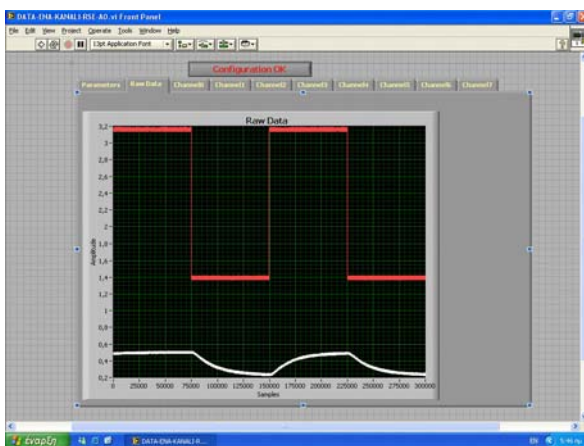 DATA-ENA-KANALI-RSE-A0.vi Front Panel
File Edit View Project Operate Tools Window Help
13pt Application Font
Configuration OK
Parameters Raw Data Channel0 Channel1 Channel2 Channel3 Channel4 Channel5 Channel6 Channel7
Raw Data
3,2
3
2,8
2,6
2,4
2,2
2
1,8
1,6
1,4
1,2
1
0,8
0,6
0,4
0,2
Amplitude
0 25000 50000 75000 100000 125000 150000 175000 200000 225000 250000 275000 300000
Samples
έναρξη
DATA-ENA-KANALI-R...
EN